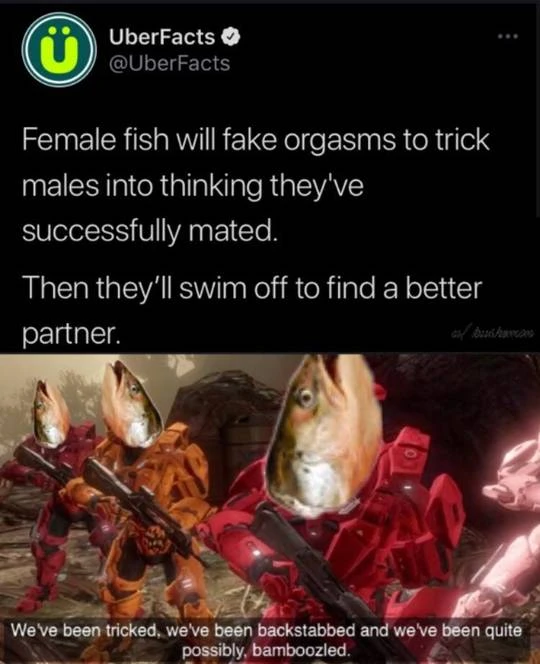 UberFacts
@UberFacts
Female fish will fake orgasms to trick
males into thinking they've
successfully mated.
Then they’ll swim off to find a better
partner.
We've been tricked, we've been backstabbed and we've been quite
possibly, bamboozled.